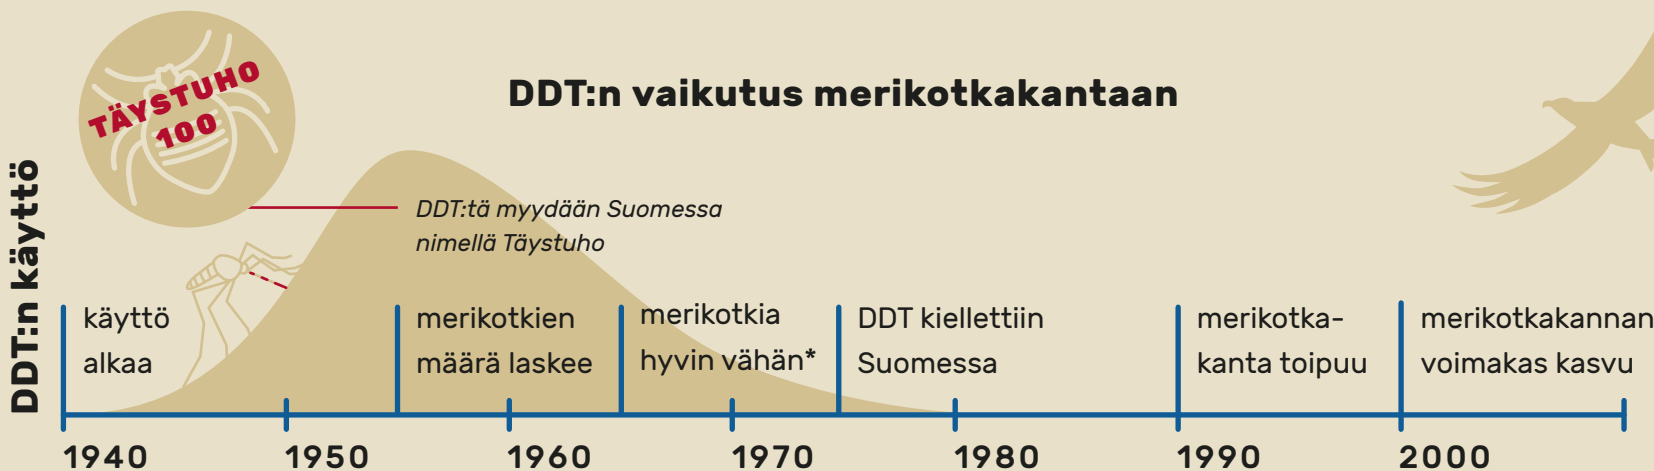 TÄYSTUHO
100
DDT:n vaikutus merikotkakantaan
DDT:n käyttö
DDT:tä myydään Suomessa
nimellä Täystuho
käyttö
alkaa
merikotkien
määrä laskee
merikotkia
hyvin vähän*
DDT kiellettiin
Suomessa
merikotka-
kanta toipuu
merikotkakannan
voimakas kasvu
1940 1950 1960 1970 1980 1990 2000